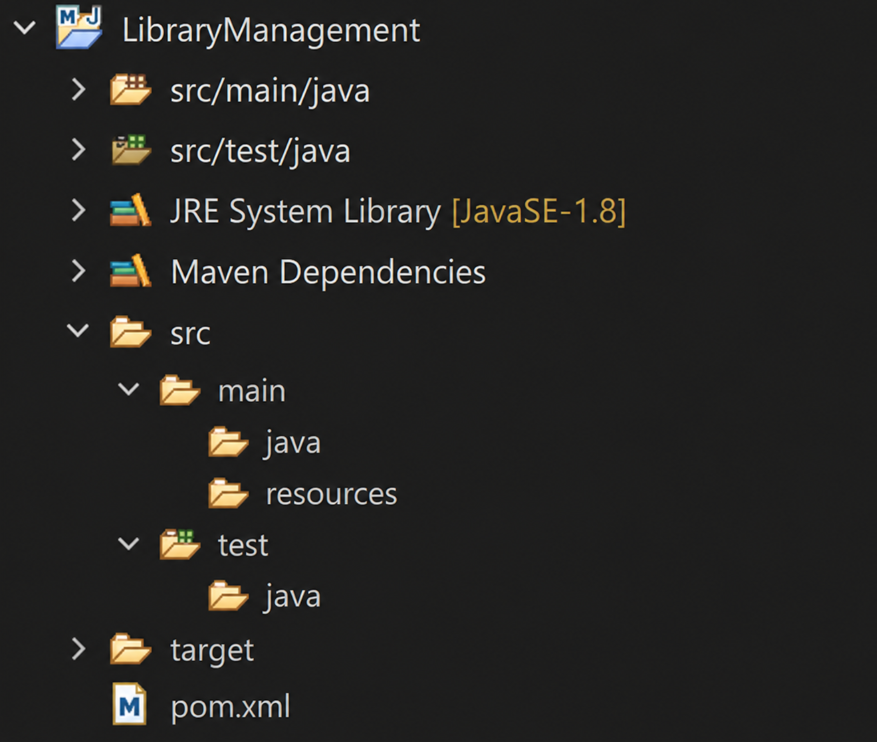 LibraryManagement
src/main/java
src/test/java
JRE System Library [JavaSE-1.8]
Maven Dependencies
src
main
java
resources
test
java
target
pom.xml